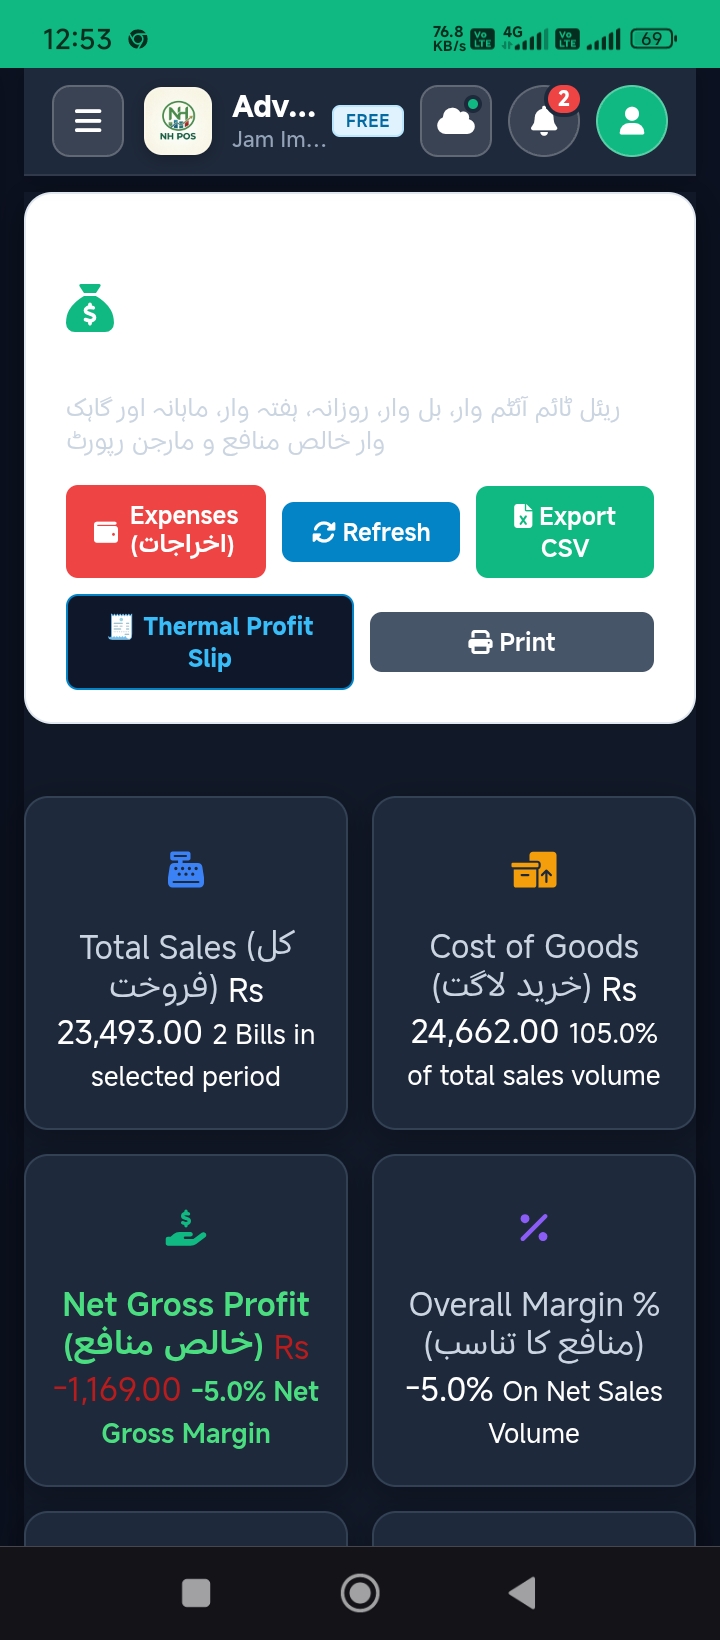 12:53
76.8 KB/s Vo LTE 4G Vo LTE 69
NH POS
Adv...
Jam Im...
FREE
2
ریئل ٹائم آئٹم وار، بل وار، روزانہ، ہفتہ وار، ماہانہ اور گاہک
وار خالص منافع و مارجن رپورٹ
Expenses
(اخراجات)
Refresh
Export
CSV
Thermal Profit
Slip
Print
Total Sales (کل
فروخت) Rs
23,493.00 2 Bills in
selected period
Cost of Goods
(خرید لاگت) Rs
24,662.00 105.0%
of total sales volume
Net Gross Profit
(خالص منافع) Rs
-1,169.00 -5.0% Net
Gross Margin
Overall Margin %
(منافع کا تناسب)
-5.0% On Net Sales
Volume